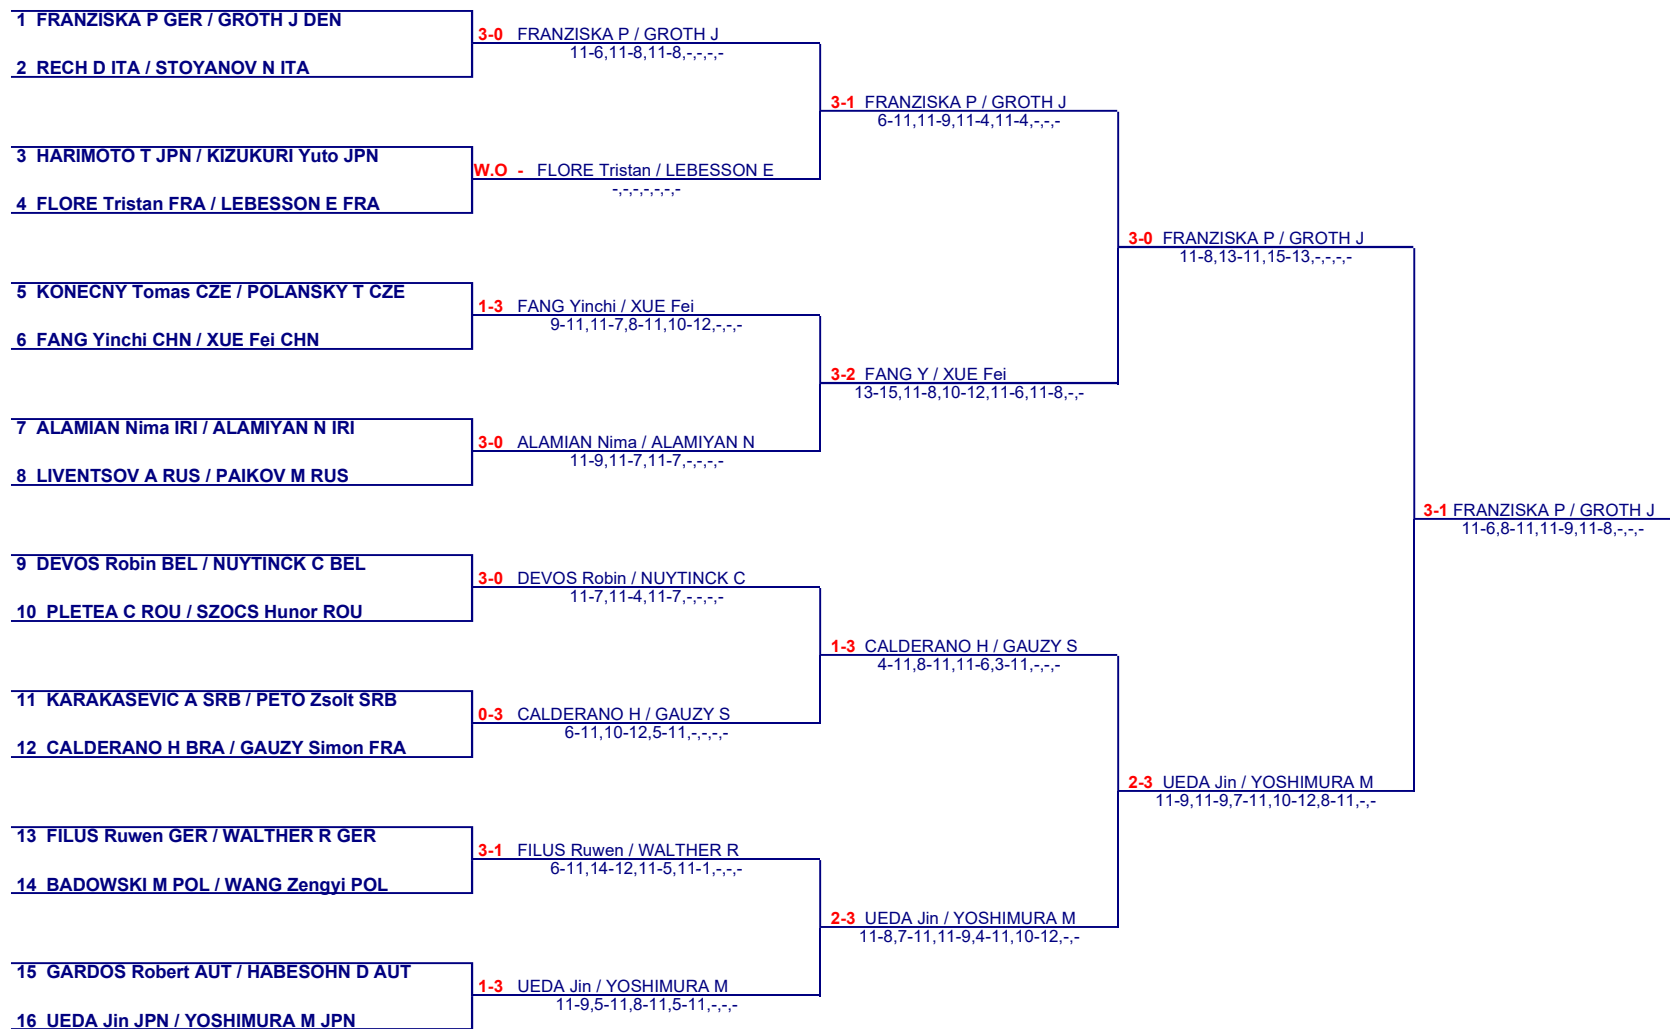 1 FRANZISKA P GER / GROTH J DEN
3-0 FRANZISKA P / GROTH J
11-6,11-8,11-8,-,-,-,-
2 RECH D ITA / STOYANOV N ITA
3-1 FRANZISKA P / GROTH J
6-11,11-9,11-4,11-4,-,-,-
3 HARIMOTO T JPN / KIZUKURI Yuto JPN
W.O - FLORE Tristan / LEBESSON E
-,-,-,-,-,-,-
4 FLORE Tristan FRA / LEBESSON E FRA
3-0 FRANZISKA P / GROTH J
11-8,13-11,15-13,-,-,-,-
5 KONECNY Tomas CZE / POLANSKY T CZE
1-3 FANG Yinchi / XUE Fei
9-11,11-7,8-11,10-12,-,-,-
6 FANG Yinchi CHN / XUE Fei CHN
3-2 FANG Y / XUE Fei
13-15,11-8,10-12,11-6,11-8,-,-
7 ALAMIAN Nima IRI / ALAMIYAN N IRI
3-0 ALAMIAN Nima / ALAMIYAN N
11-9,11-7,11-7,-,-,-,-
8 LIVENTSOV A RUS / PAIKOV M RUS
3-1 FRANZISKA P / GROTH J
11-6,8-11,11-9,11-8,-,-,-
9 DEVOS Robin BEL / NUYTINCK C BEL
3-0 DEVOS Robin / NUYTINCK C
11-7,11-4,11-7,-,-,-,-
10 PLETEA C ROU / SZOCS Hunor ROU
1-3 CALDERANO H / GAUZY S
4-11,8-11,11-6,3-11,-,-,-
11 KARAKASEVIC A SRB / PETO Zsolt SRB
0-3 CALDERANO H / GAUZY S
6-11,10-12,5-11,-,-,-,-
12 CALDERANO H BRA / GAUZY Simon FRA
2-3 UEDA Jin / YOSHIMURA M
11-9,11-9,7-11,10-12,8-11,-,-
13 FILUS Ruwen GER / WALTHER R GER
3-1 FILUS Ruwen / WALTHER R
6-11,14-12,11-5,11-1,-,-,-
14 BADOWSKI M POL / WANG Zengyi POL
2-3 UEDA Jin / YOSHIMURA M
11-8,7-11,11-9,4-11,10-12,-,-
15 GARDOS Robert AUT / HABESOHN D AUT
1-3 UEDA Jin / YOSHIMURA M
11-9,5-11,8-11,5-11,-,-,-
16 UEDA Jin JPN / YOSHIMURA M JPN